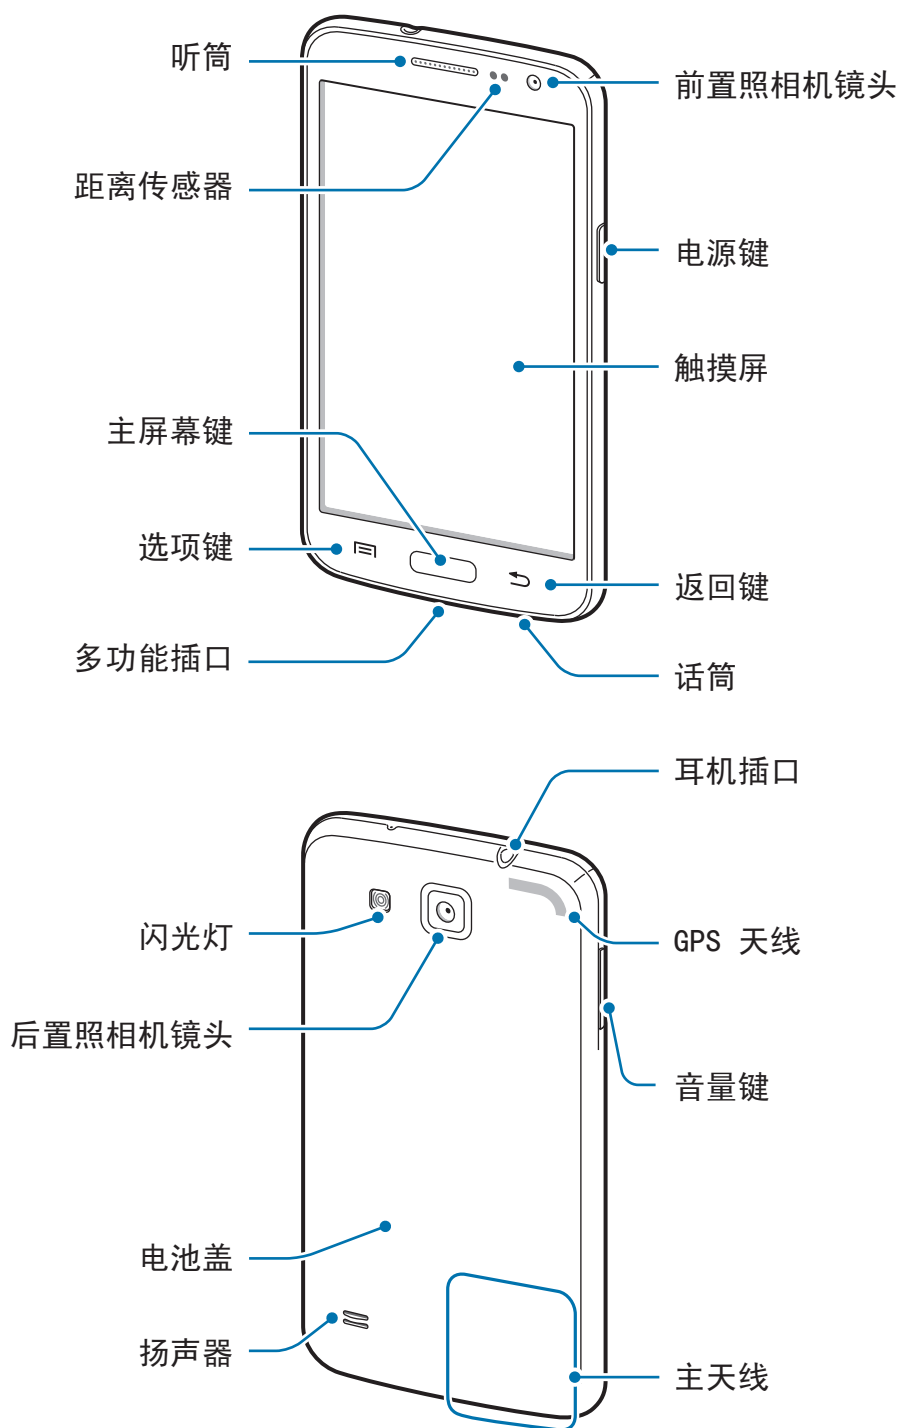 听筒
前置照相机镜头
距离传感器
电源键
触摸屏
主屏幕键
选项键
返回键
多功能插口
话筒
耳机插口
闪光灯
GPS 天线
后置照相机镜头
音量键
电池盖
扬声器
主天线